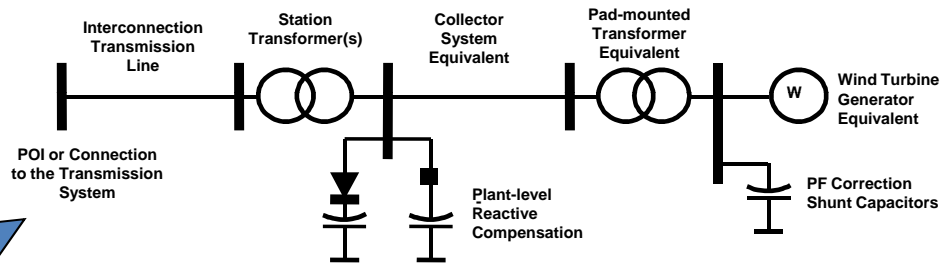 Interconnection
Transmission
Line
Station
Transformer(s)
Collector
System
Equivalent
Pad-mounted
Transformer
Equivalent
W
Wind Turbine
Generator
Equivalent
POI or Connection
to the Transmission
System
Plant-level
Reactive
Compensation
PF Correction
Shunt Capacitors